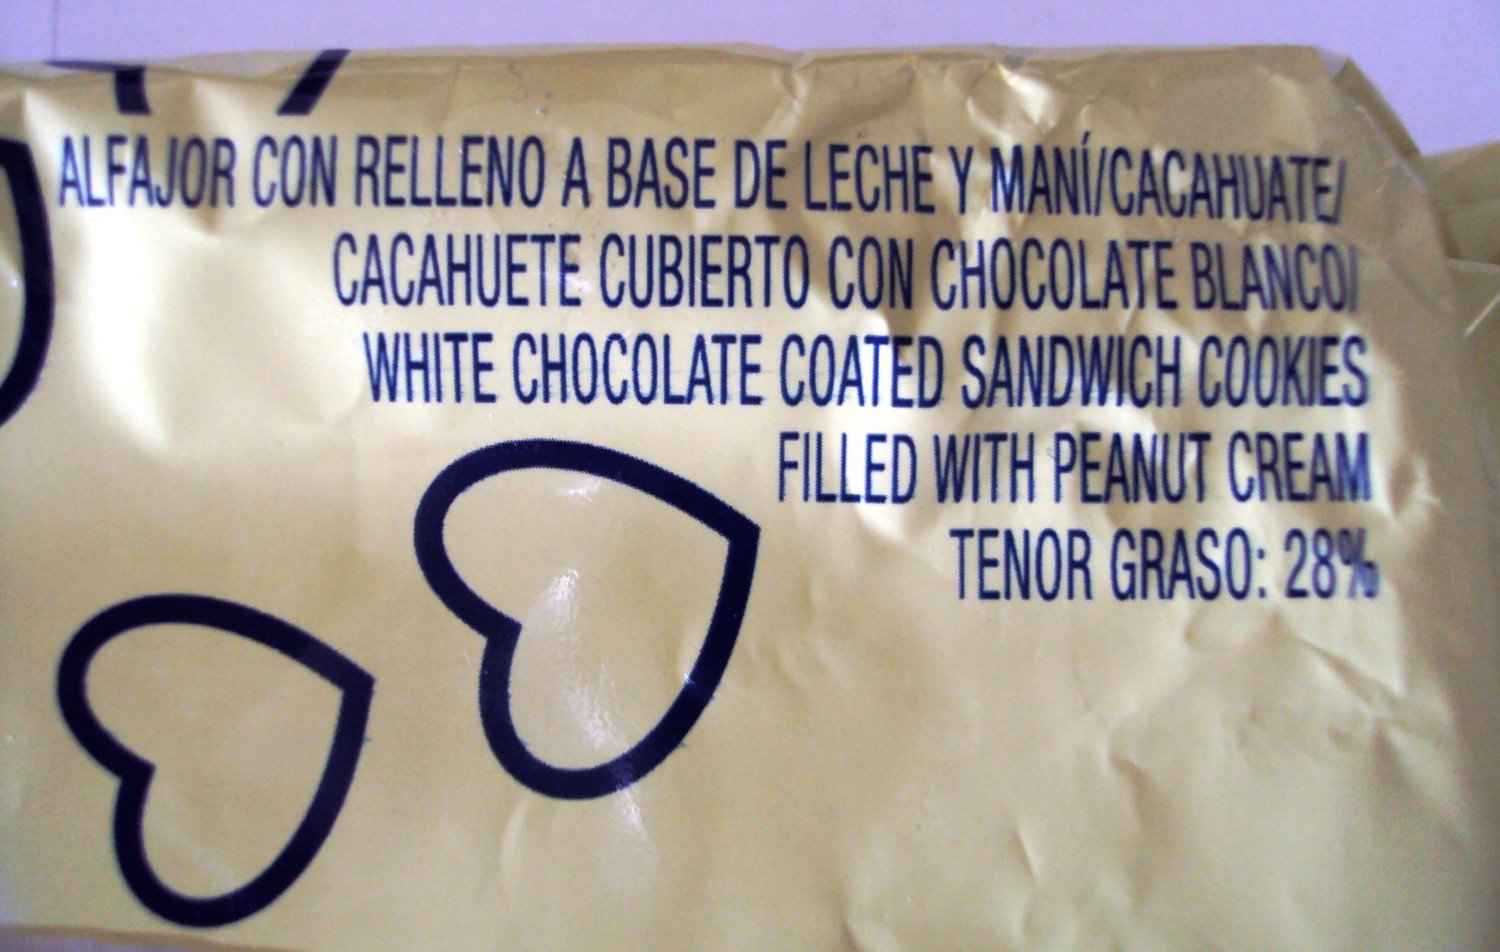 ALFAJOR CON RELLENO A BASE DE LECHE Y MANÍ/CACAHUATE/
CACAHUETE CUBIERTO CON CHOCOLATE BLANCO/
WHITE CHOCOLATE COATED SANDWICH COOKIES
FILLED WITH PEANUT CREAM
TENOR GRASO: 28%